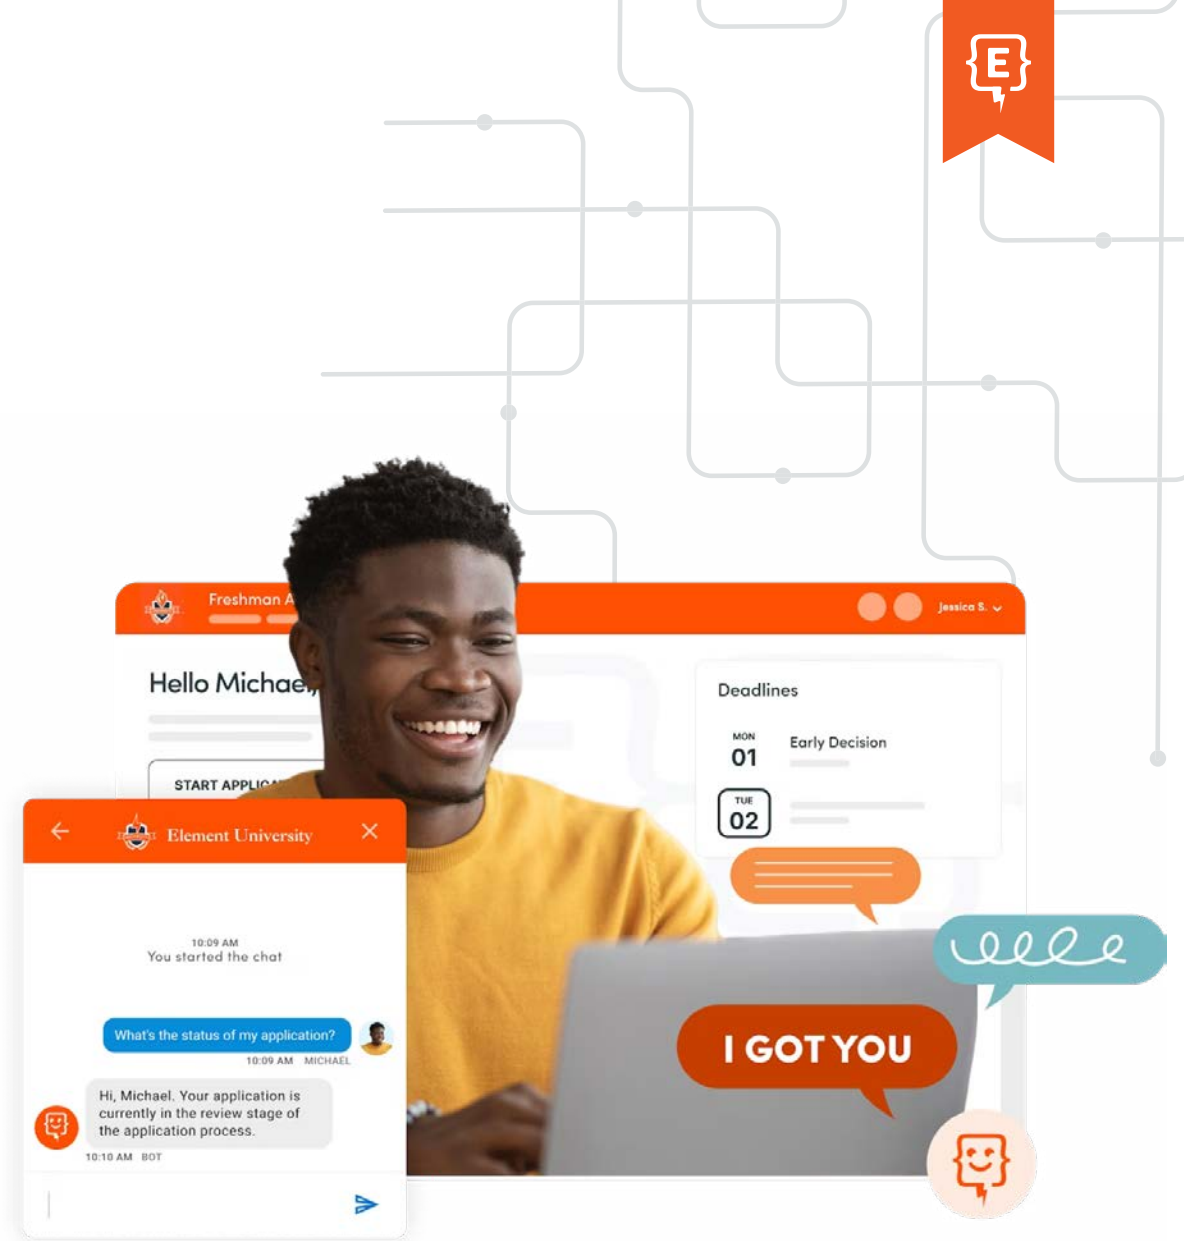 E
Freshman A
Jessica S.
Hello Michael,
START APPLICA
Deadlines
MON
01
Early Decision
TUE
02
Element University
10:09 AM
You started the chat
What's the status of my application?
10:09 AM MICHAEL
Hi, Michael. Your application is
currently in the review stage of
the application process.
10:10 AM BOT
I GOT YOU